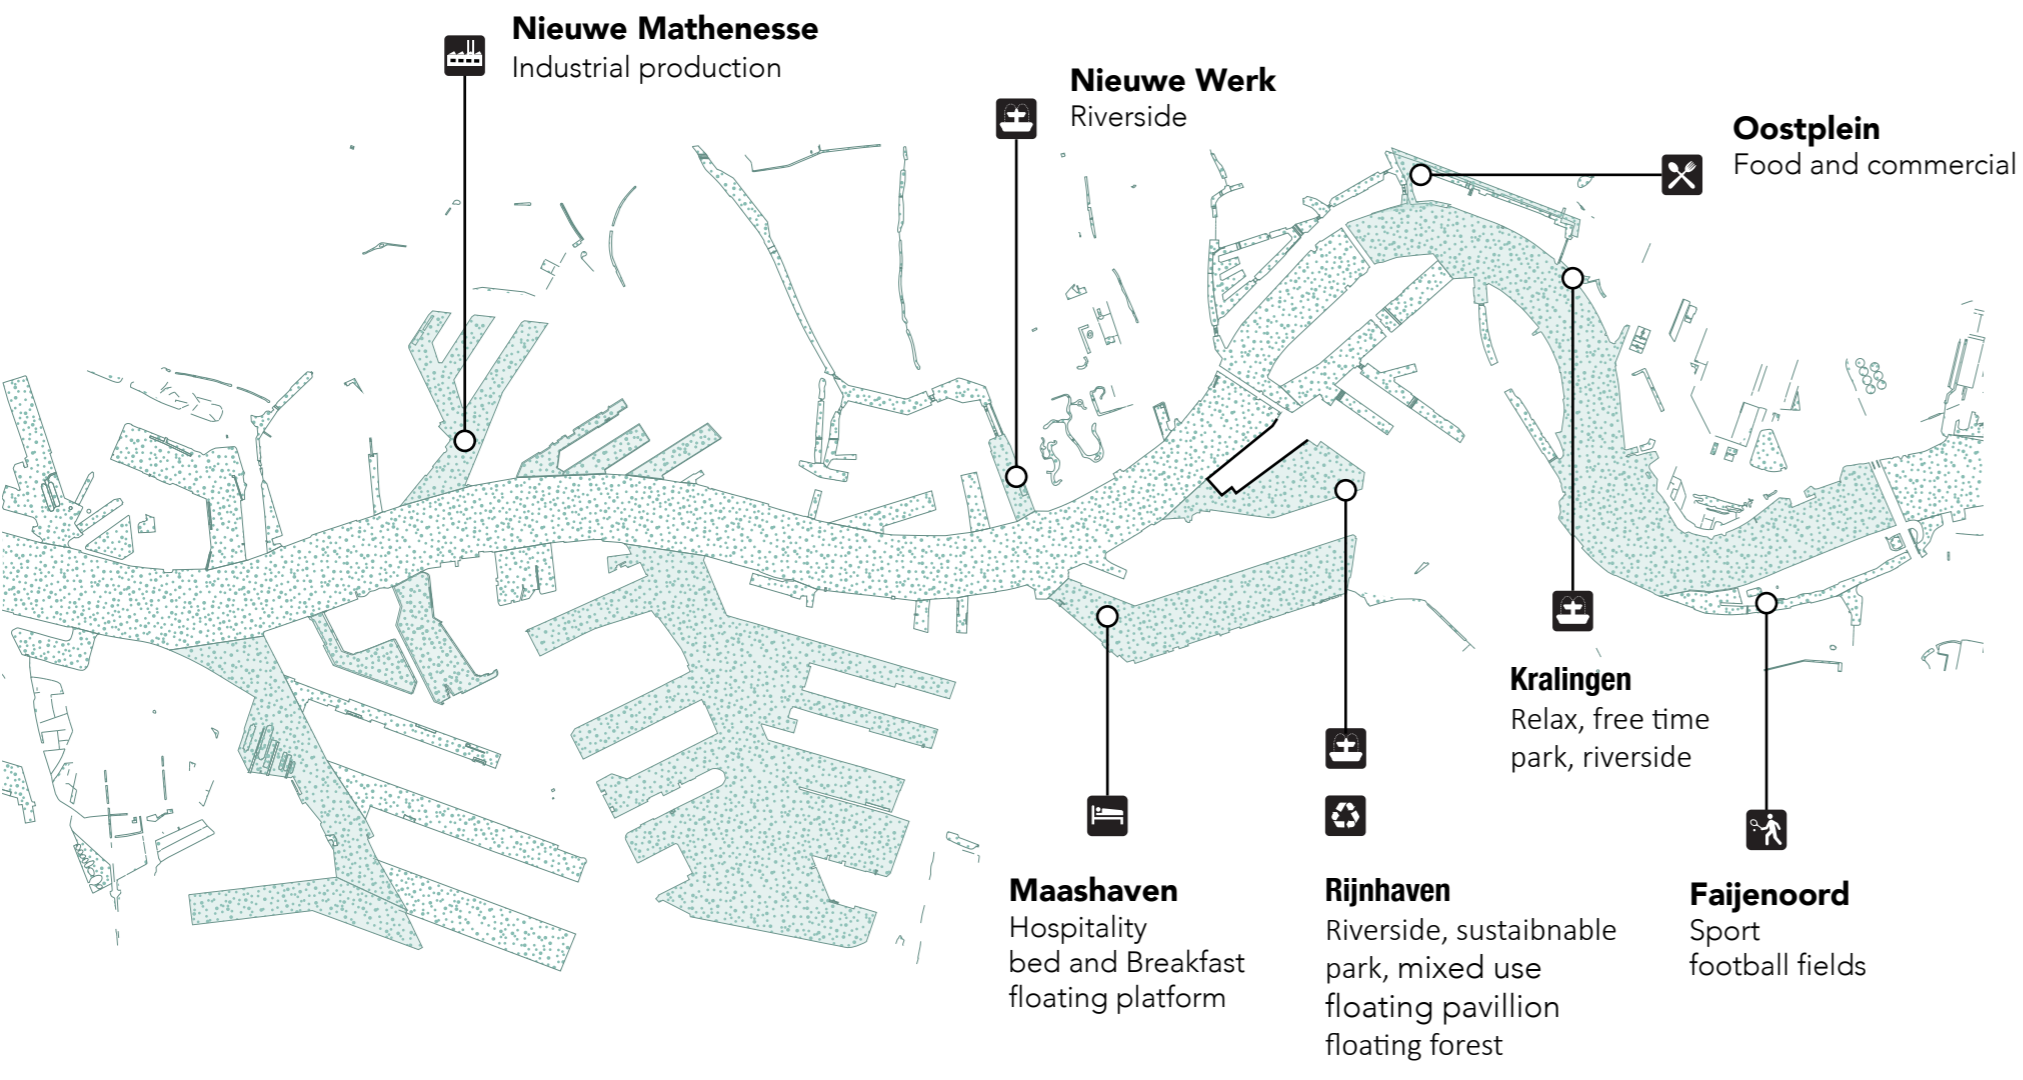 Nieuwe Mathenesse
Industrial production
Nieuwe Werk
Riverside
Oostplein
Food and commercial
Kralingen
Relax, free time
park, riverside
Maashaven
Hospitality
bed and Breakfast
floating platform
Rijnhaven
Riverside, sustaibnable
park, mixed use
floating pavillion
floating forest
Faijenoord
Sport
football fields